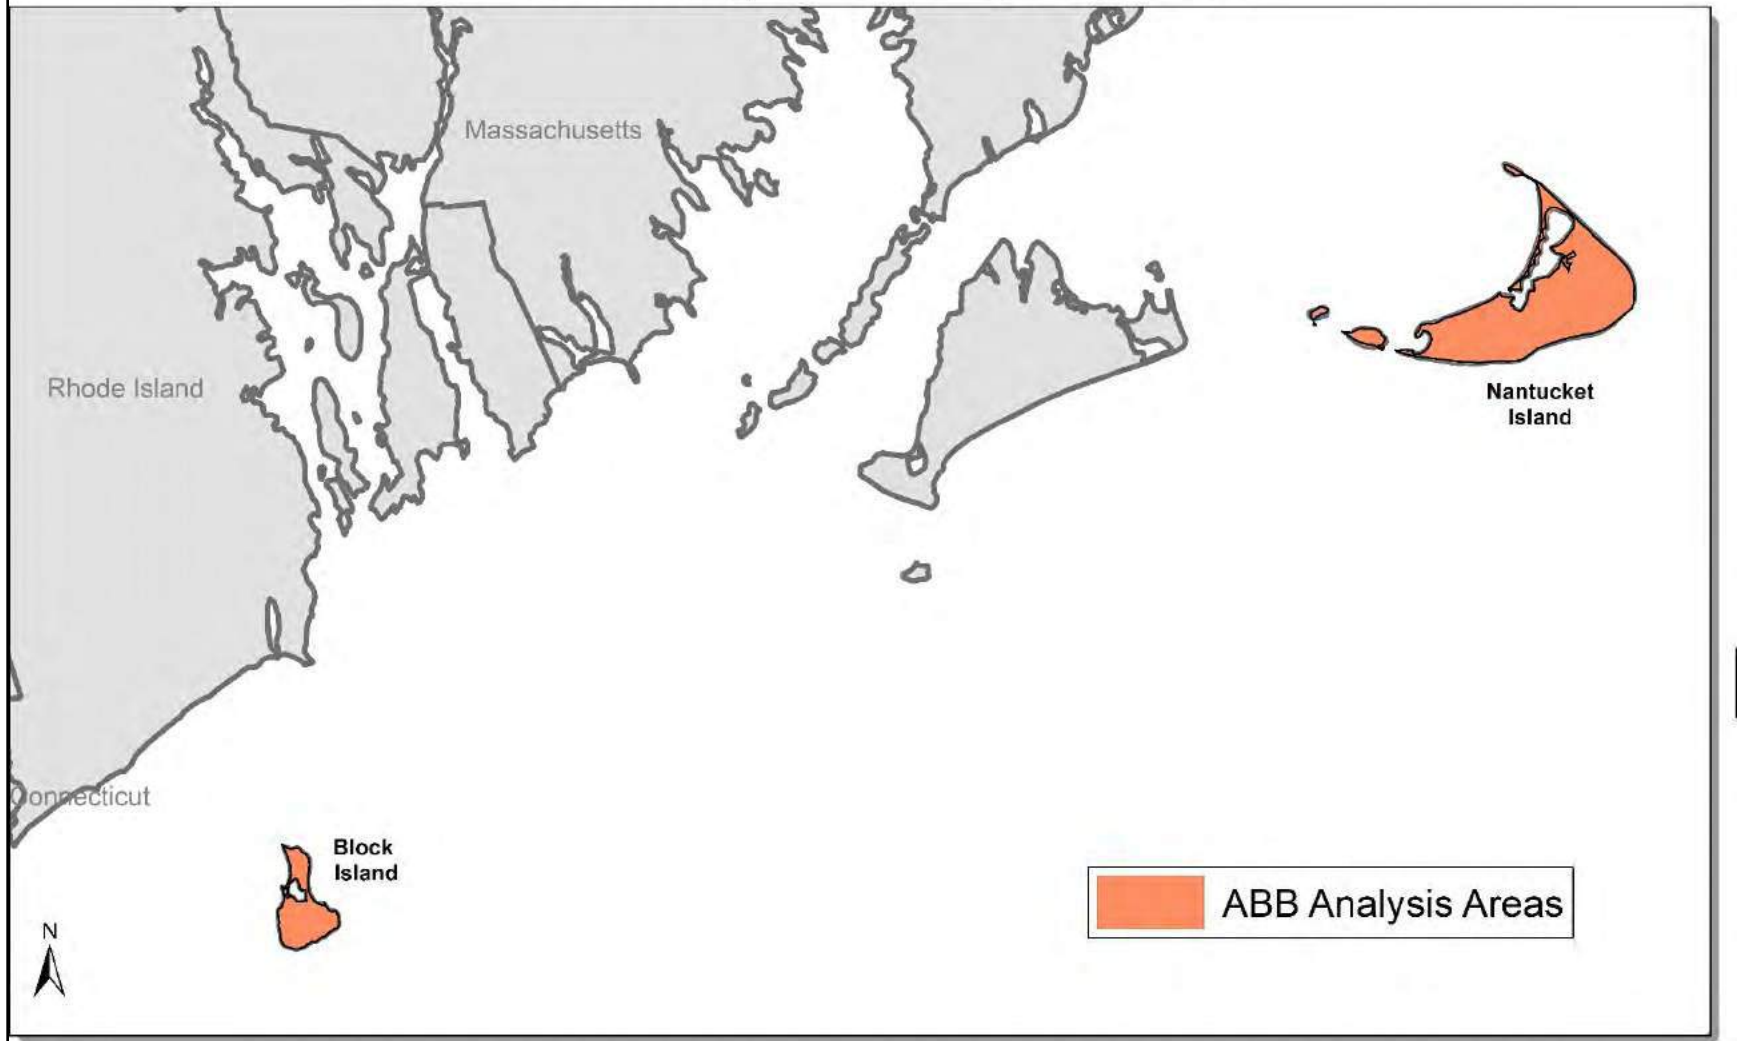 Massachusetts
Rhode Island
Nantucket
Island
Connecticut
Block
Island
N
ABB Analysis Areas